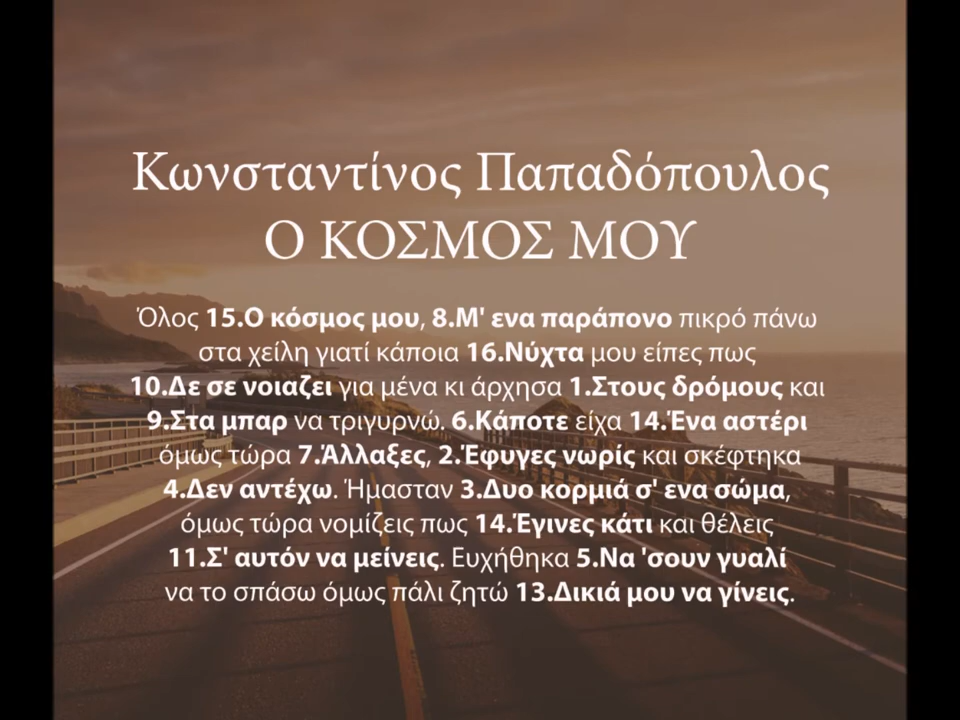 Κωνσταντίνος Παπαδόπουλος
Ο ΚΟΣΜΟΣ ΜΟΥ
Όλος 15.Ο κόσμος μου, 8.Μ' ενα παράπονο πικρό πάνω
στα χείλη γιατί κάποια 16.Νύχτα μου είπες πως
10.Δε σε νοιαζει για μένα κι άρχησα 1.Στους δρόμους και
9.Στα μπαρ να τριγυρνώ. 6.Κάποτε είχα 14.Ένα αστέρι
όμως τώρα 7.Άλλαξες, 2.Έφυγες νωρίς και σκέφτηκα
4.Δεν αντέχω. Ήμασταν 3.Δυο κορμιά σ' ενα σώμα,
όμως τώρα νομίζεις πως 14.Έγινες κάτι και θέλεις
11.Σ' αυτόν να μείνεις. Ευχήθηκα 5.Να 'σουν γυαλί
να το σπάσω όμως πάλι ζητώ 13.Δικιά μου να γίνεις.